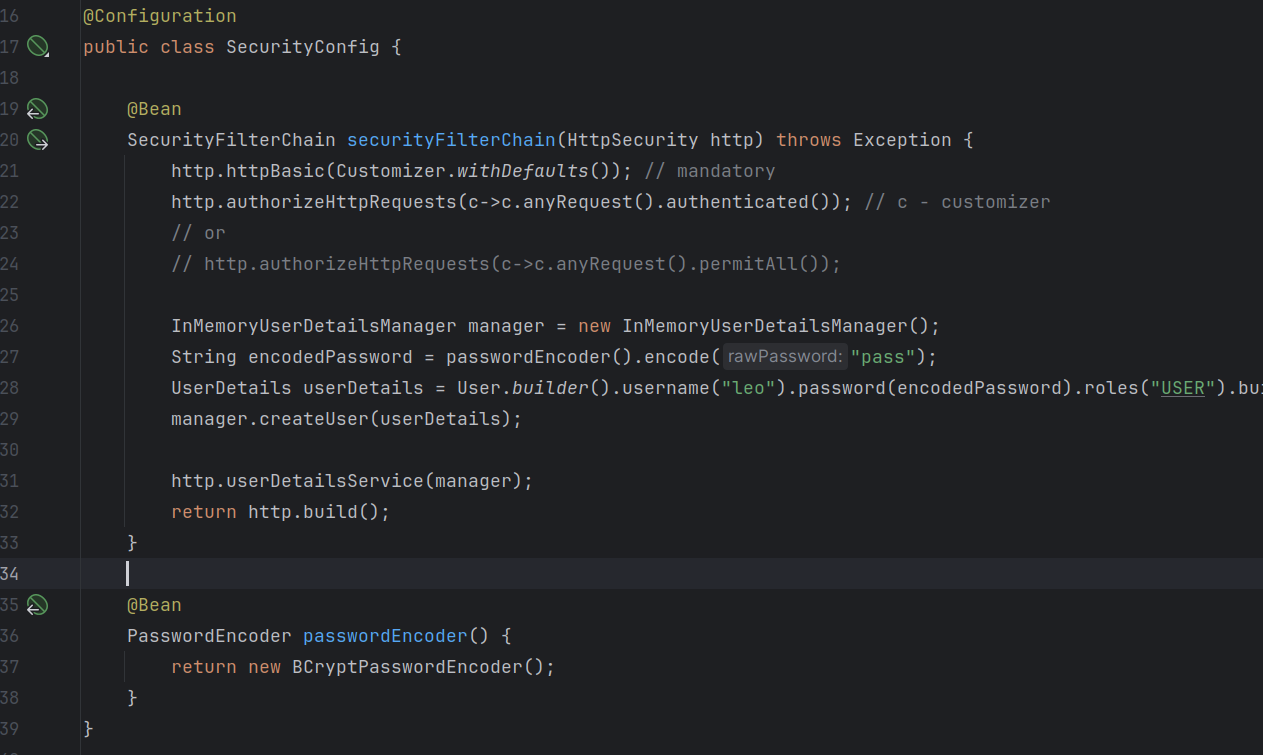 16 @Configuration
17 public class SecurityConfig {
18
19     @Bean
20     SecurityFilterChain securityFilterChain(HttpSecurity http) throws Exception {
21         http.httpBasic(Customizer.withDefaults()); // mandatory
22         http.authorizeHttpRequests(c->c.anyRequest().authenticated()); // c - customizer
23         // or
24         // http.authorizeHttpRequests(c->c.anyRequest().permitAll());
25
26         InMemoryUserDetailsManager manager = new InMemoryUserDetailsManager();
27         String encodedPassword = passwordEncoder().encode( rawPassword: "pass");
28         UserDetails userDetails = User.builder().username("leo").password(encodedPassword).roles("USER").bu
29         manager.createUser(userDetails);
30
31         http.userDetailsService(manager);
32         return http.build();
33     }
34
35     @Bean
36     PasswordEncoder passwordEncoder() {
37         return new BCryptPasswordEncoder();
38     }
39 }